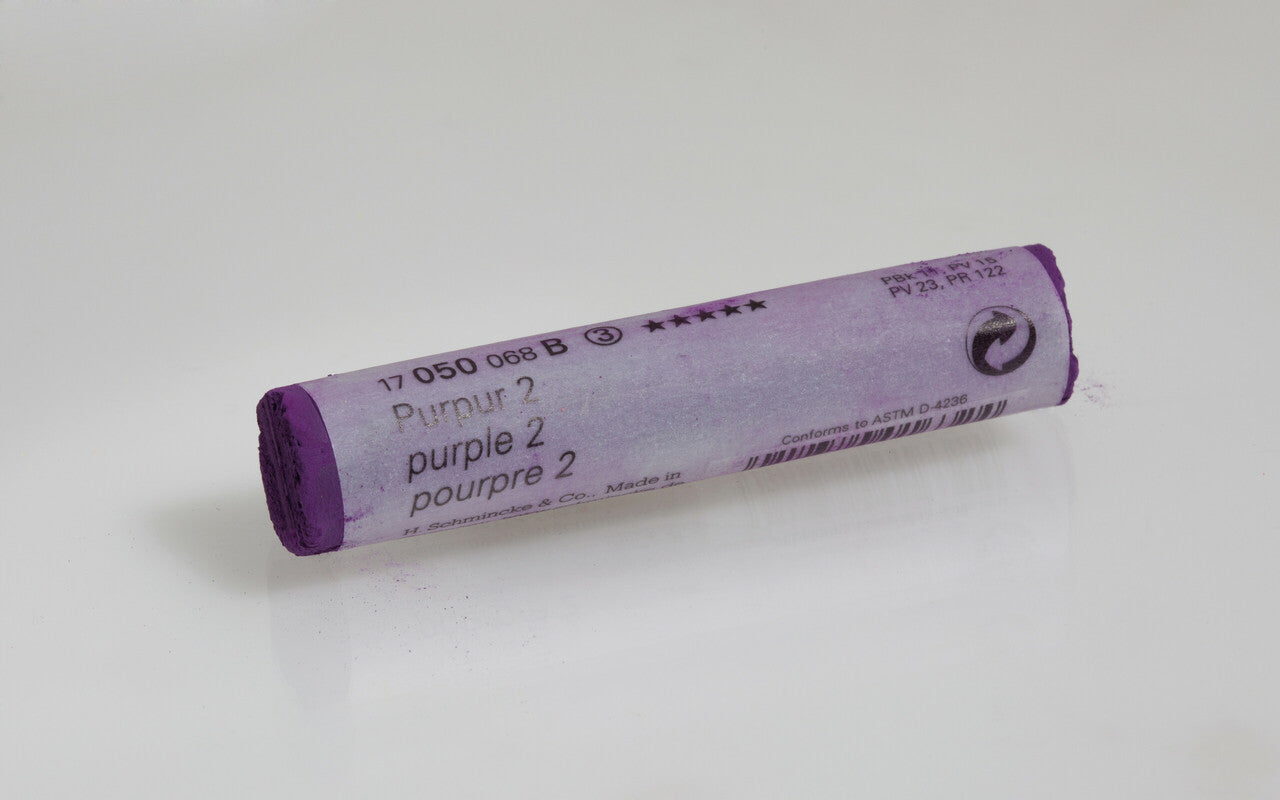 17 050 068 B ③ ★★★★★
Purpur 2
purple 2
pourpre 2
H. Schmincke & Co., Made in
PV 23, PR 122
Conforms to ASTM D-4236